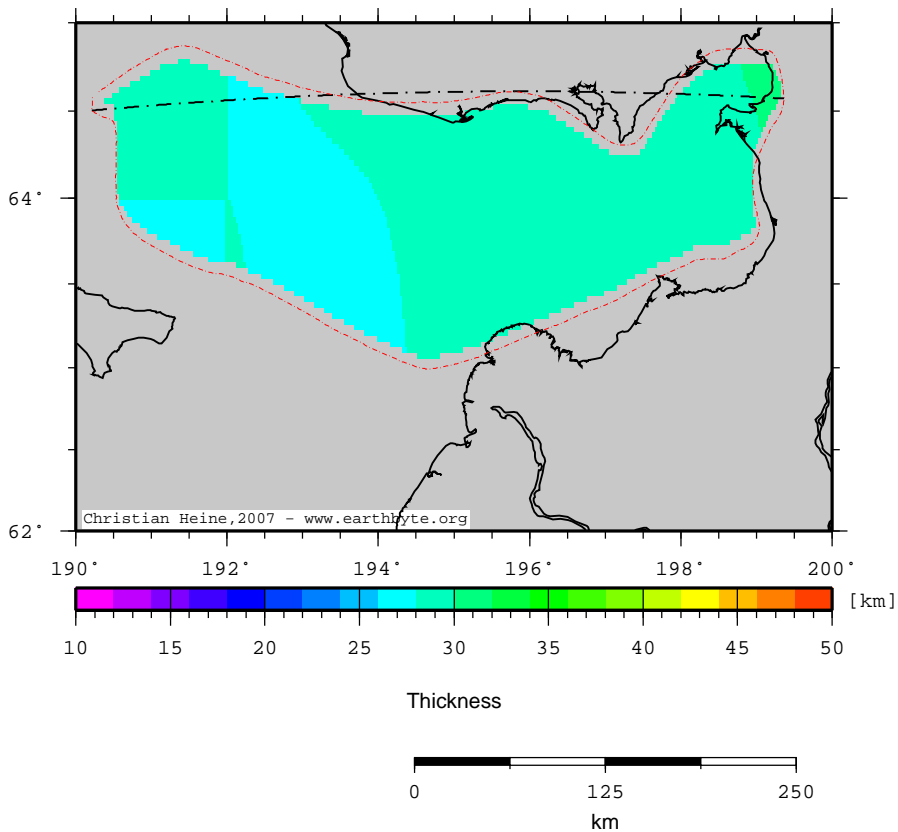 64°
62°
Christian Heine,2007 - www.earthbyte.org
190° 192° 194° 196° 198° 200°
[km]
10 15 20 25 30 35 40 45 50
Thickness
0 125 250
km